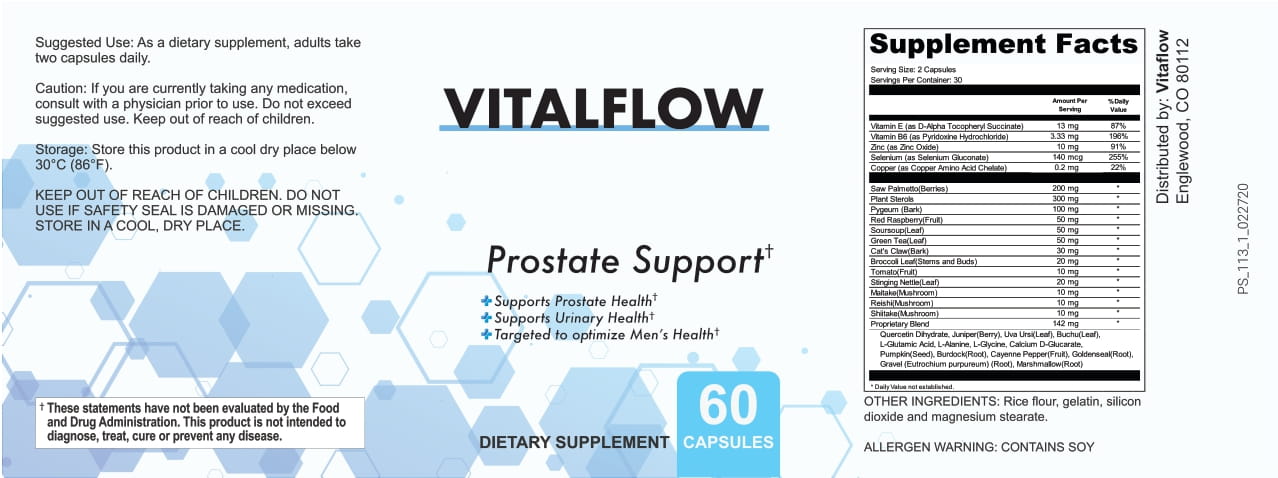 Suggested Use: As a dietary supplement, adults take
two capsules daily.
Caution: If you are currently taking any medication,
consult with a physician prior to use. Do not exceed
suggested use. Keep out of reach of children.
Storage: Store this product in a cool dry place below
30°C (86°F).
KEEP OUT OF REACH OF CHILDREN. DO NOT
USE IF SAFETY SEAL IS DAMAGED OR MISSING.
STORE IN A COOL, DRY PLACE.
† These statements have not been evaluated by the Food
and Drug Administration. This product is not intended to
diagnose, treat, cure or prevent any disease.
VITALFLOW
Prostate Support†
Supports Prostate Health†
Supports Urinary Health†
Targeted to optimize Men's Health†
DIETARY SUPPLEMENT
60
CAPSULES
Supplement Facts
Serving Size: 2 Capsules
Servings Per Container: 30
Amount Per Serving %Daily Value
Vitamin E (as D-Alpha Tocopheryl Succinate) 13 mg 87%
Vitamin B6 (as Pyridoxine Hydrochloride) 3.33 mg 196%
Zinc (as Zinc Oxide) 10 mg 91%
Selenium (as Selenium Gluconate) 140 mcg 255%
Copper (as Copper Amino Acid Chelate) 0.2 mg 22%
Saw Palmetto(Berries) 200 mg *
Plant Sterols 300 mg *
Pygeum (Bark) 100 mg *
Red Raspberry(Fruit) 50 mg *
Soursoup(Leaf) 50 mg *
Green Tea(Leaf) 50 mg *
Cat's Claw(Bark) 30 mg *
Broccoli Leaf(Stems and Buds) 20 mg *
Tomato(Fruit) 10 mg *
Stinging Nettle(Leaf) 20 mg *
Maitake(Mushroom) 10 mg *
Reishi(Mushroom) 10 mg *
Shiitake(Mushroom) 10 mg *
Proprietary Blend 142 mg *
Quercetin Dihydrate, Juniper(Berry), Uva Ursi(Leaf), Buchu(Leaf),
L-Glutamic Acid, L-Alanine, L-Glycine, Calcium D-Glucarate,
Pumpkin(Seed), Burdock(Root), Cayenne Pepper(Fruit), Goldenseal(Root),
Gravel (Eutrochium purpureum) (Root), Marshmallow(Root)
* Daily Value not established.
OTHER INGREDIENTS: Rice flour, gelatin, silicon
dioxide and magnesium stearate.
ALLERGEN WARNING: CONTAINS SOY
Distributed by: Vitaflow
Englewood, CO 80112
PS_113_1_022720